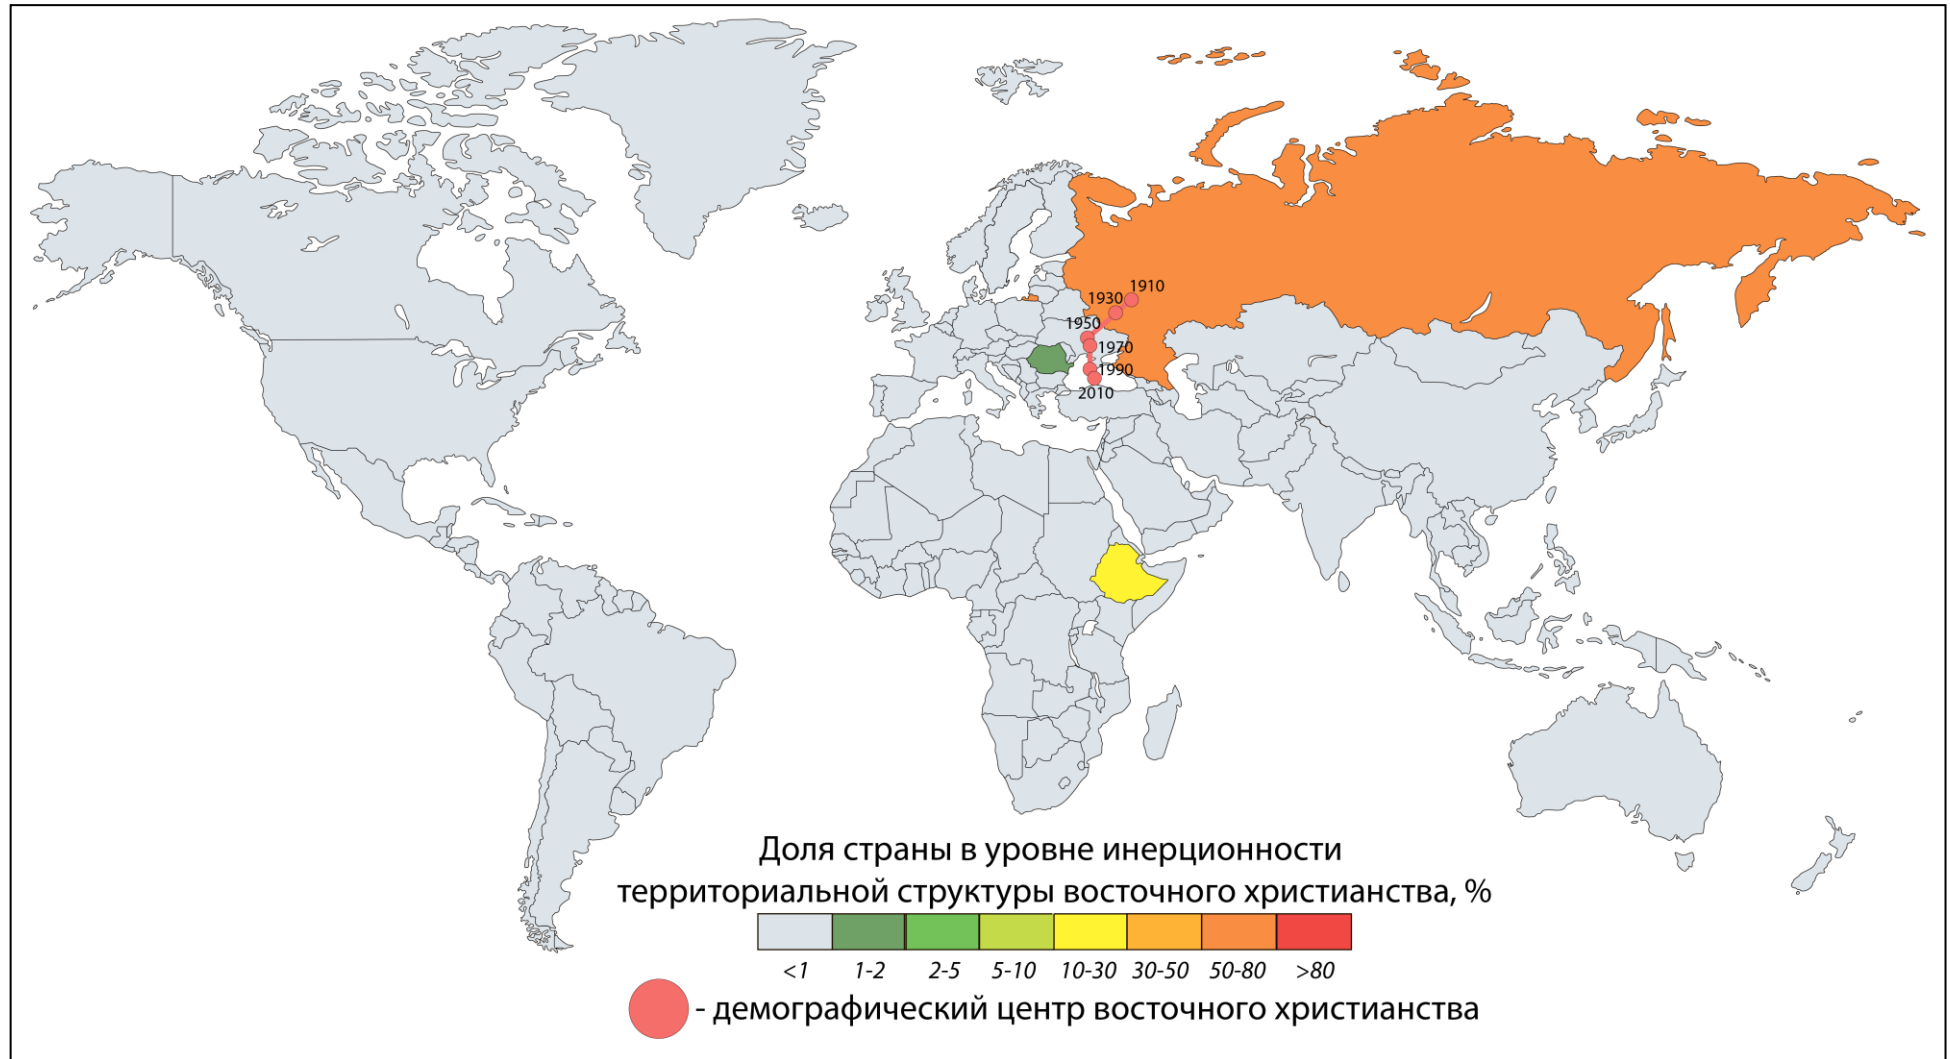 1910
1930
1950
1970
1990
2010
Доля страны в уровне инерционности
территориальной структуры восточного христианства, %
<1 1-2 2-5 5-10 10-30 30-50 50-80 >80
- демографический центр восточного христианства